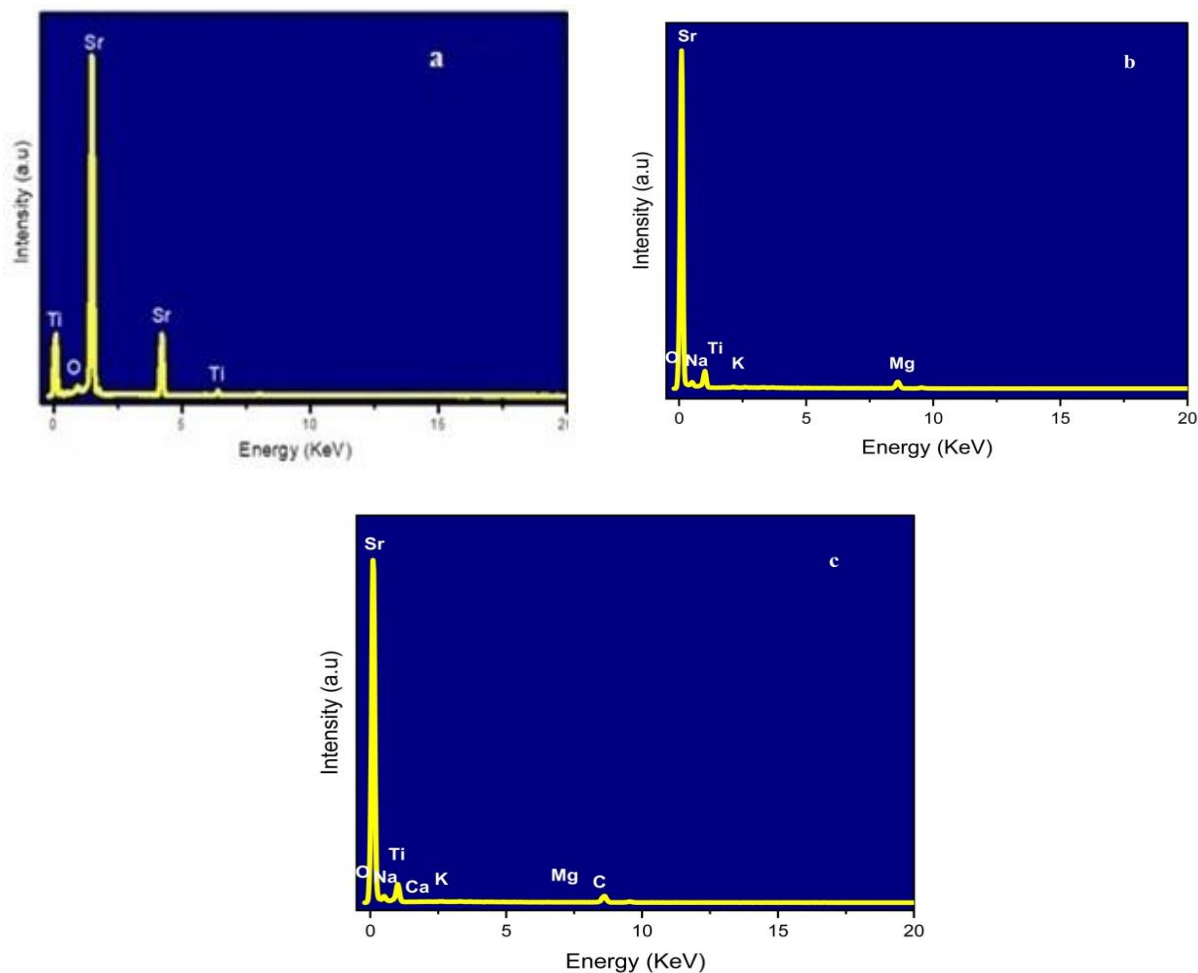 Sr
a
Intensity (a.u)
Ti
O
Sr
Ti
0 5 10 15 20
Energy (KeV)
Sr
b
Intensity (a.u)
O Na Ti K Mg
0 5 10 15 20
Energy (KeV)
Sr
c
Intensity (a.u)
Ti
O Na Ca K Mg C
0 5 10 15 20
Energy (KeV)